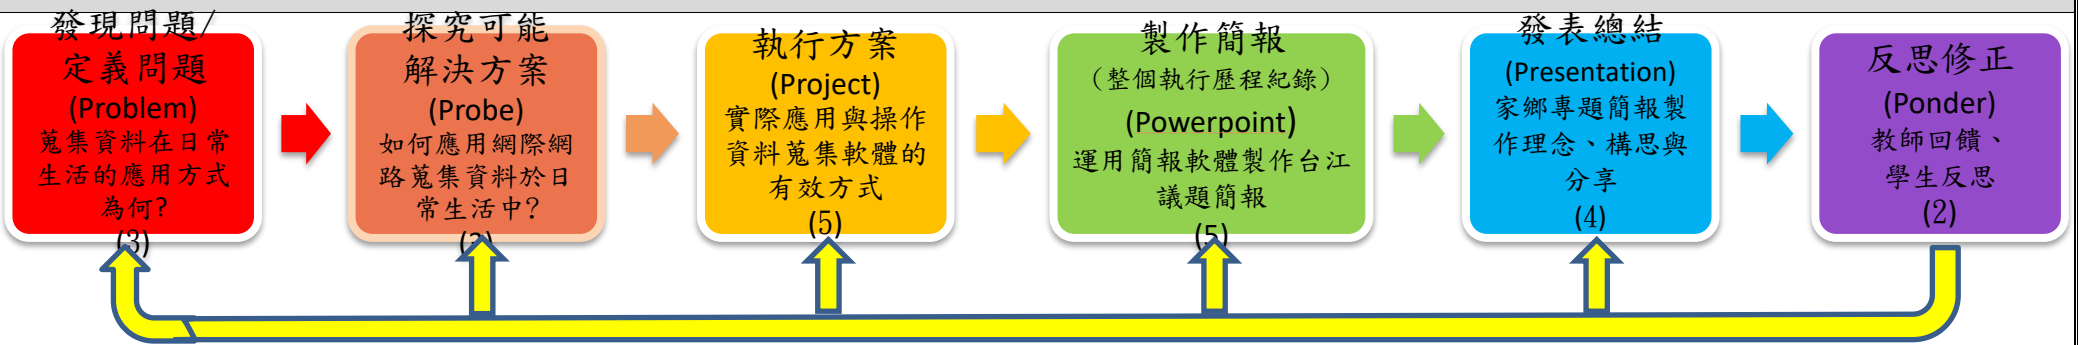 發現問題/
定義問題
(Problem)
蒐集資料在日常
生活的應用方式
為何?
(3)
探究可能
解決方案
(Probe)
如何應用網際網
路蒐集資料於日
常生活中?
執行方案
(Project)
實際應用與操作
資料蒐集軟體的
有效方式
(5)
製作簡報
(整個執行歷程紀錄)
(Powerpoint)
運用簡報軟體製作台江
議題簡報
(5)
發表總結
(Presentation)
家鄉專題簡報製
作理念、構思與
分享
(4)
反思修正
(Ponder)
教師回饋、
學生反思
(2)